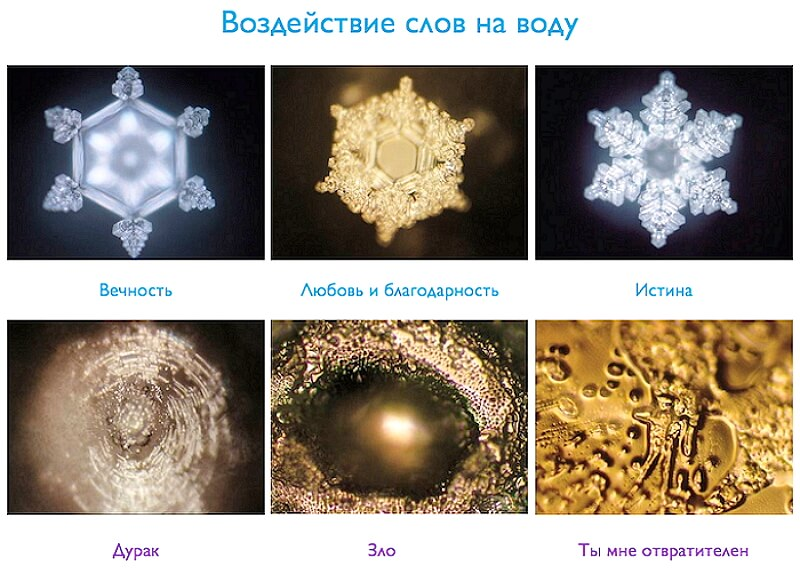 Воздействие слов на воду
Вечность
Любовь и благодарность
Истина
Дурак
Зло
Ты мне отвратителен